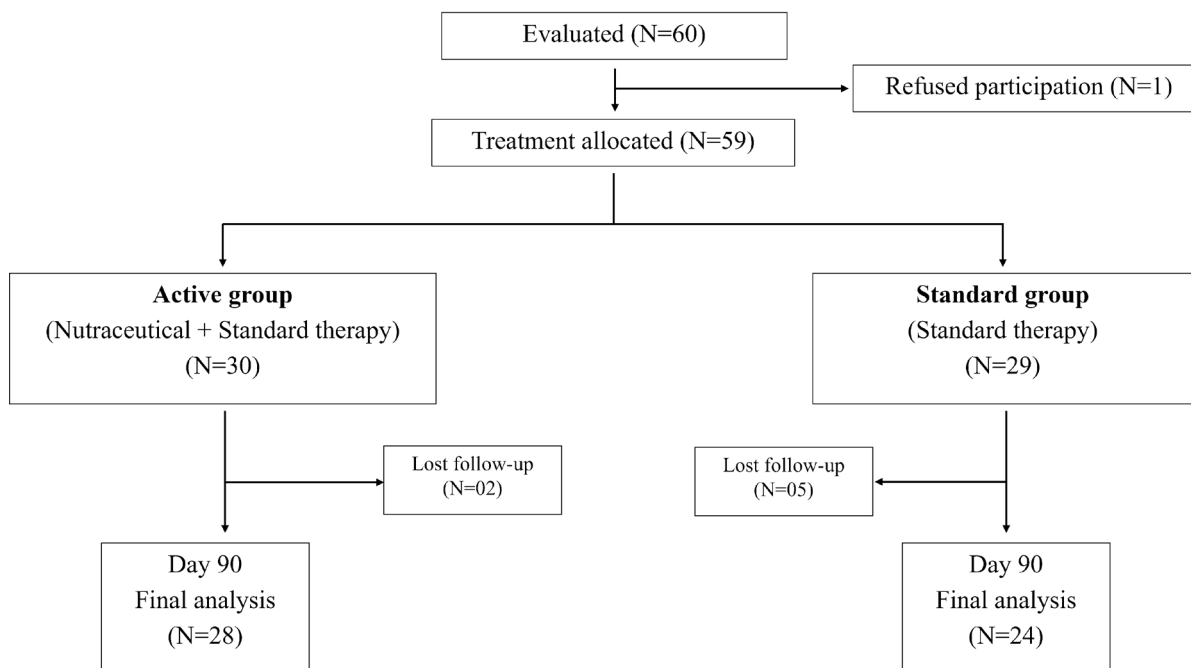 Evaluated (N=60)
Refused participation (N=1)
Treatment allocated (N=59)
Active group
(Nutraceutical + Standard therapy)
(N=30)
Standard group
(Standard therapy)
(N=29)
Lost follow-up
(N=02)
Lost follow-up
(N=05)
Day 90
Final analysis
(N=28)
Day 90
Final analysis
(N=24)